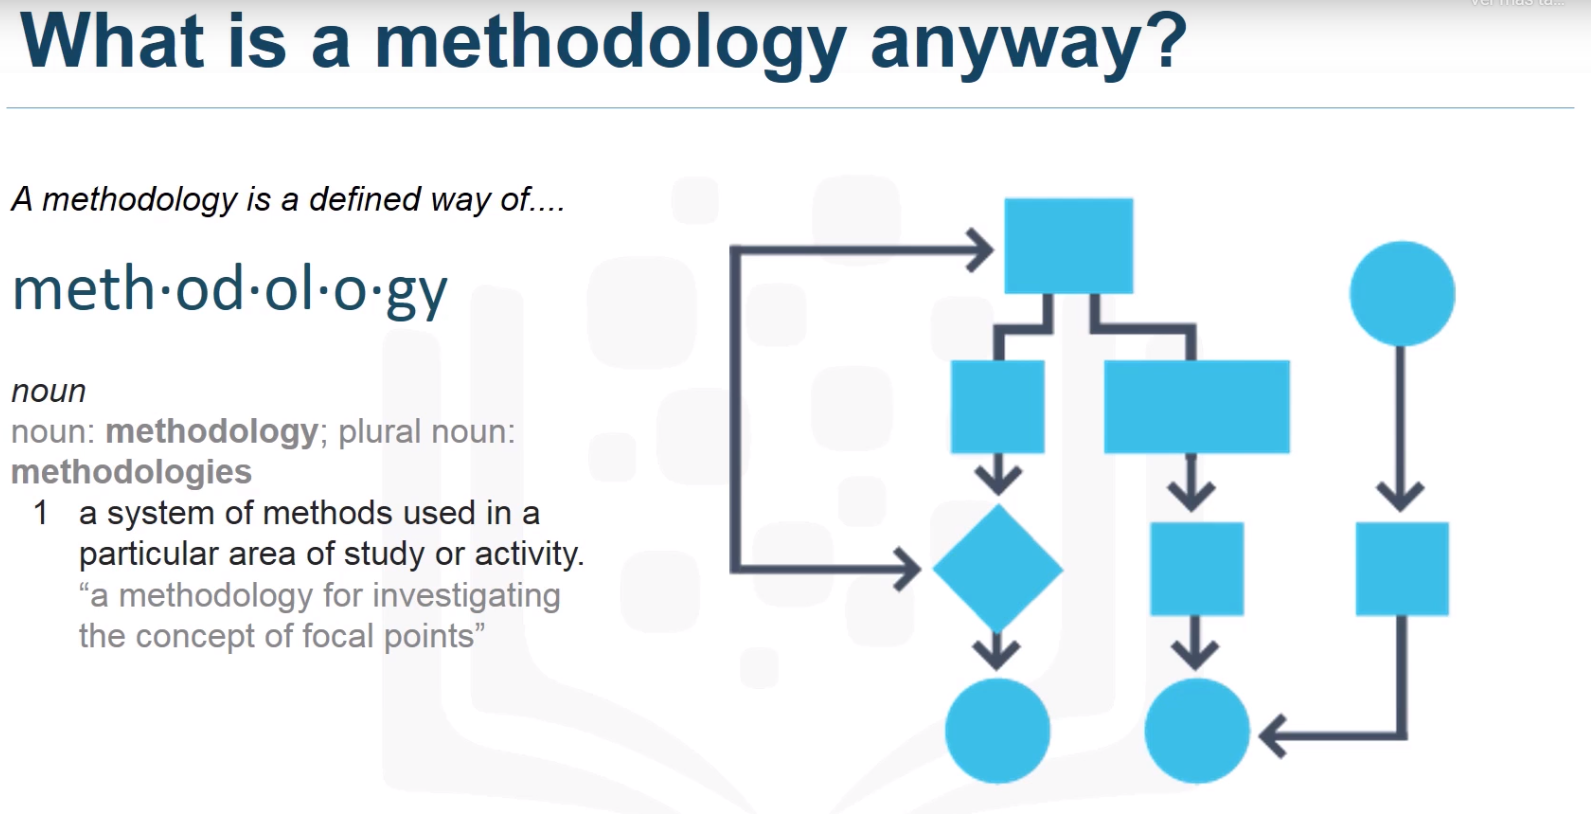 What is a methodology anyway?
A methodology is a defined way of....
meth·od·ol·o·gy
noun
noun: methodology; plural noun:
methodologies
1 a system of methods used in a
particular area of study or activity.
“a methodology for investigating
the concept of focal points”